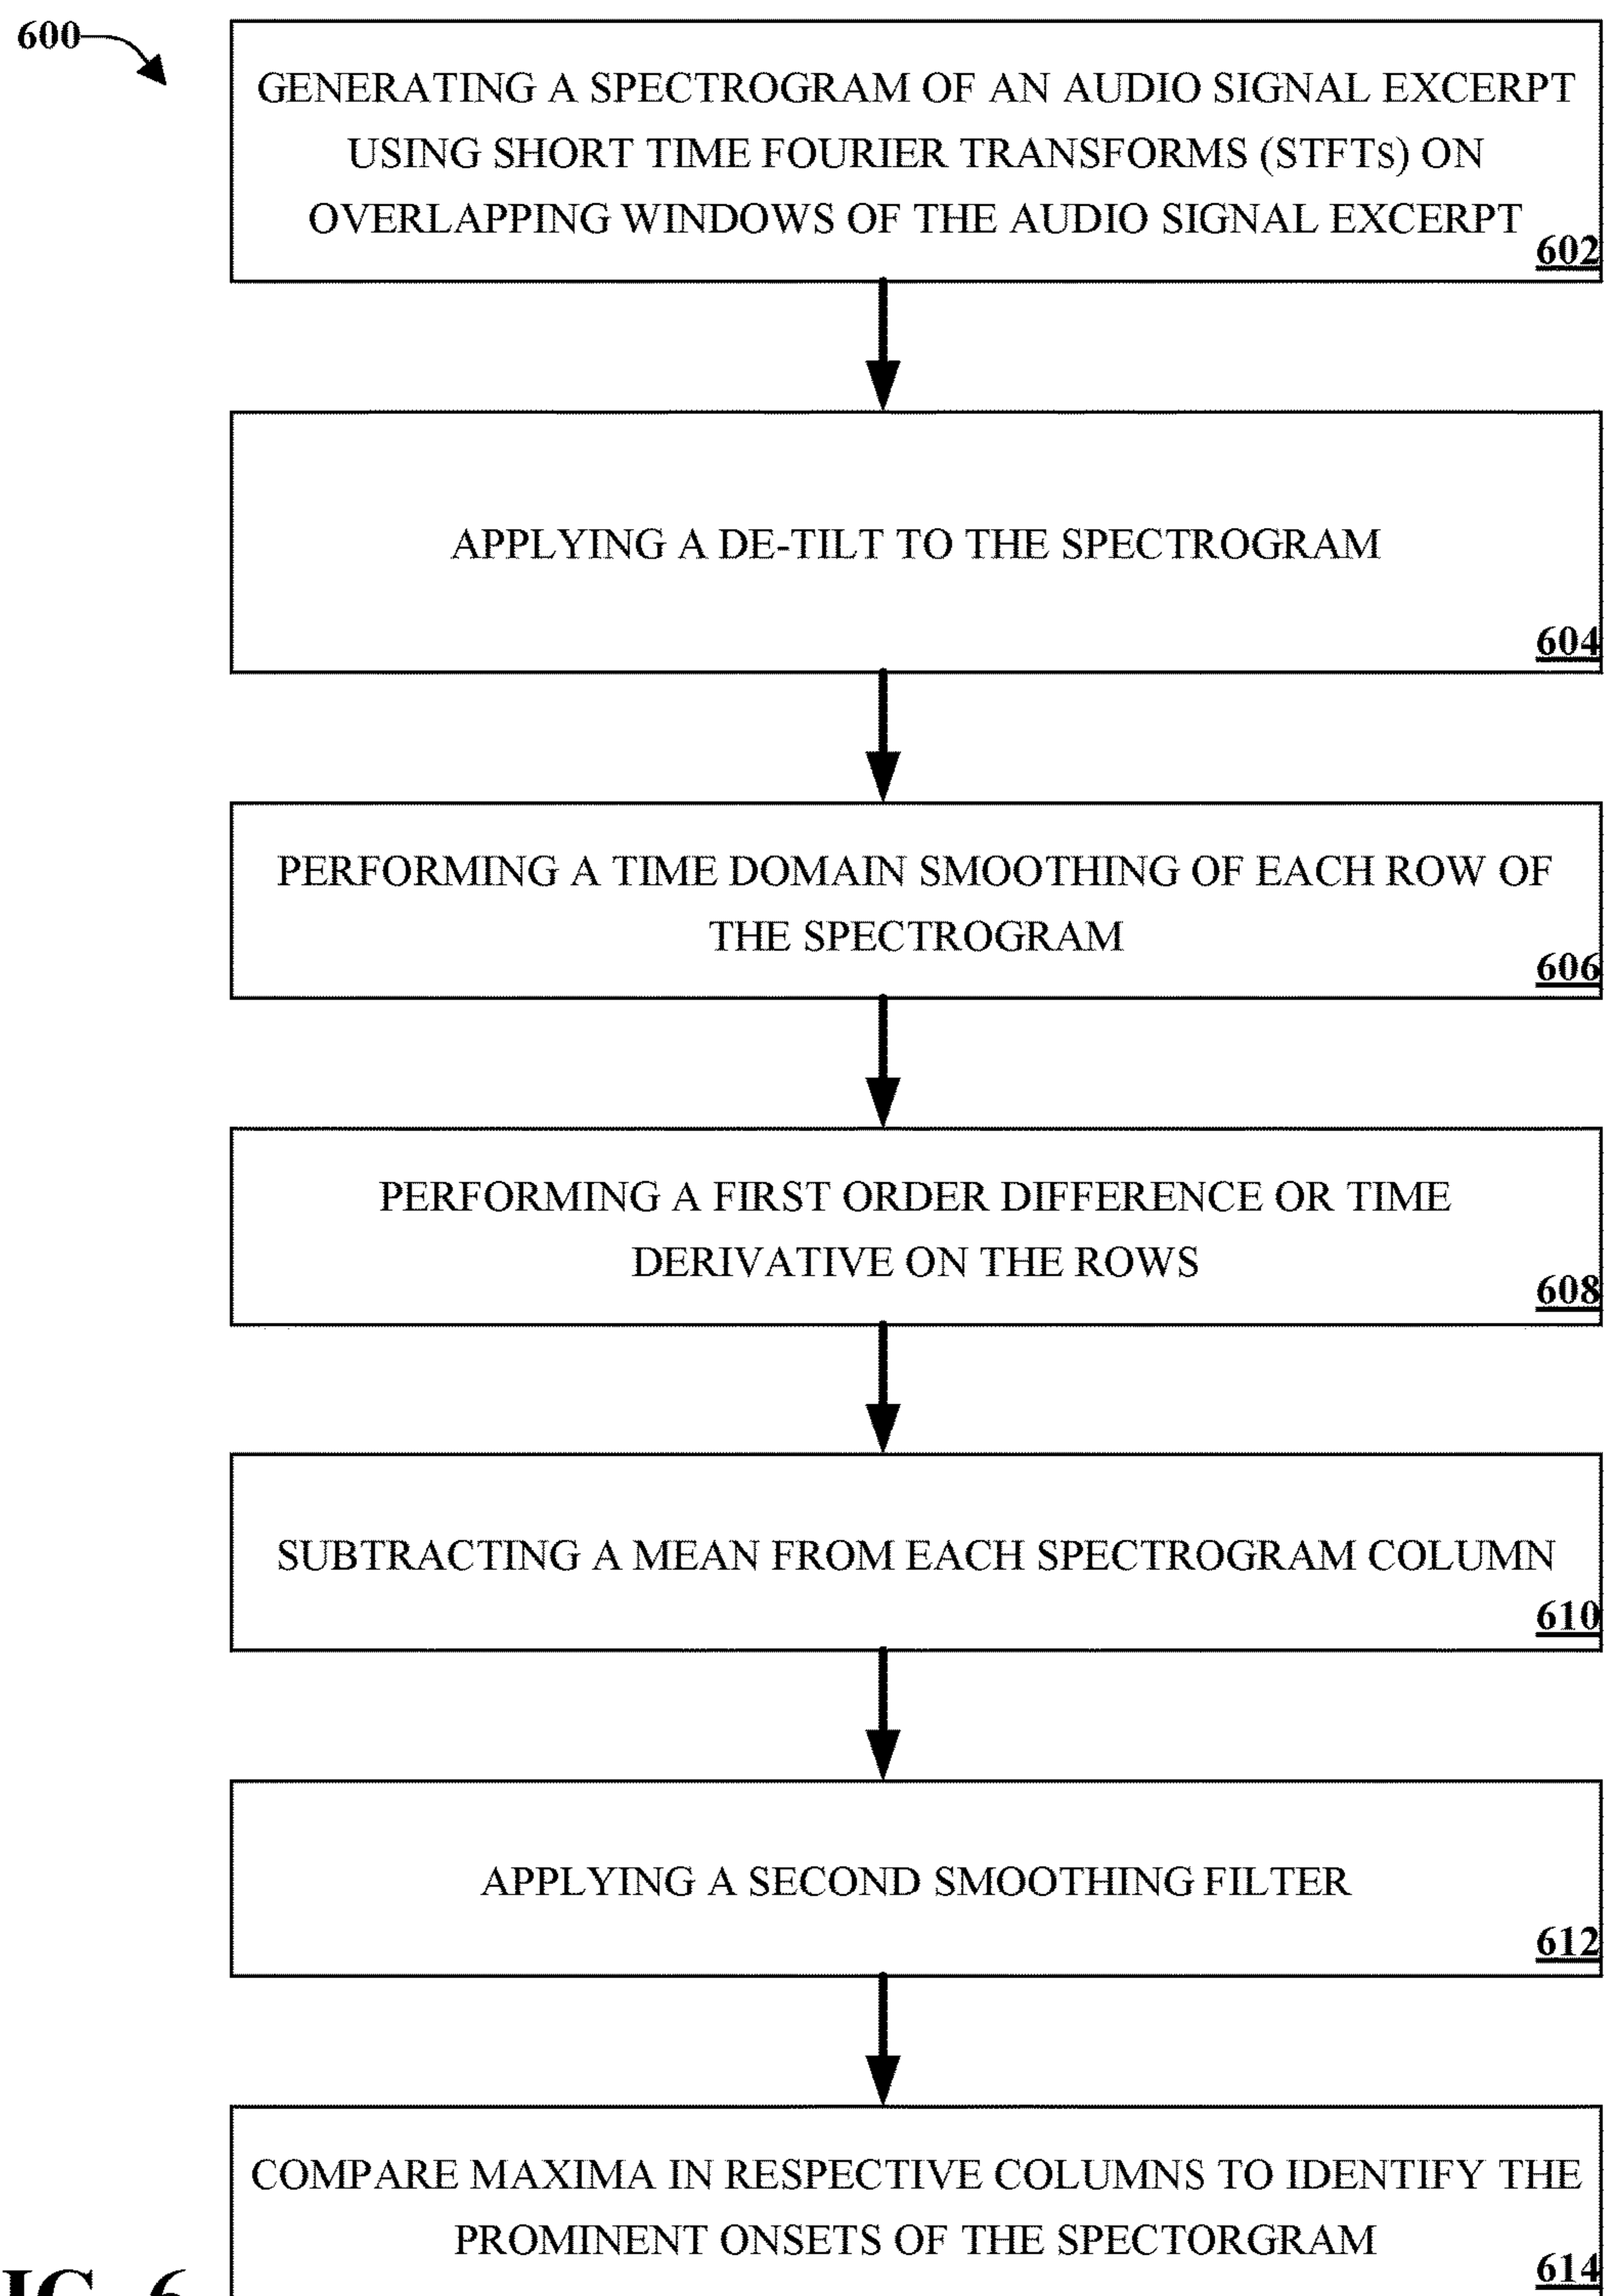 600
GENERATING A SPECTROGRAM OF AN AUDIO SIGNAL EXCERPT
USING SHORT TIME FOURIER TRANSFORMS (STFTs) ON
OVERLAPPING WINDOWS OF THE AUDIO SIGNAL EXCERPT
602
APPLYING A DE-TILT TO THE SPECTROGRAM
604
PERFORMING A TIME DOMAIN SMOOTHING OF EACH ROW OF
THE SPECTROGRAM
606
PERFORMING A FIRST ORDER DIFFERENCE OR TIME
DERIVATIVE ON THE ROWS
608
SUBTRACTING A MEAN FROM EACH SPECTROGRAM COLUMN
610
APPLYING A SECOND SMOOTHING FILTER
612
COMPARE MAXIMA IN RESPECTIVE COLUMNS TO IDENTIFY THE
PROMINENT ONSETS OF THE SPECTORGRAM
614